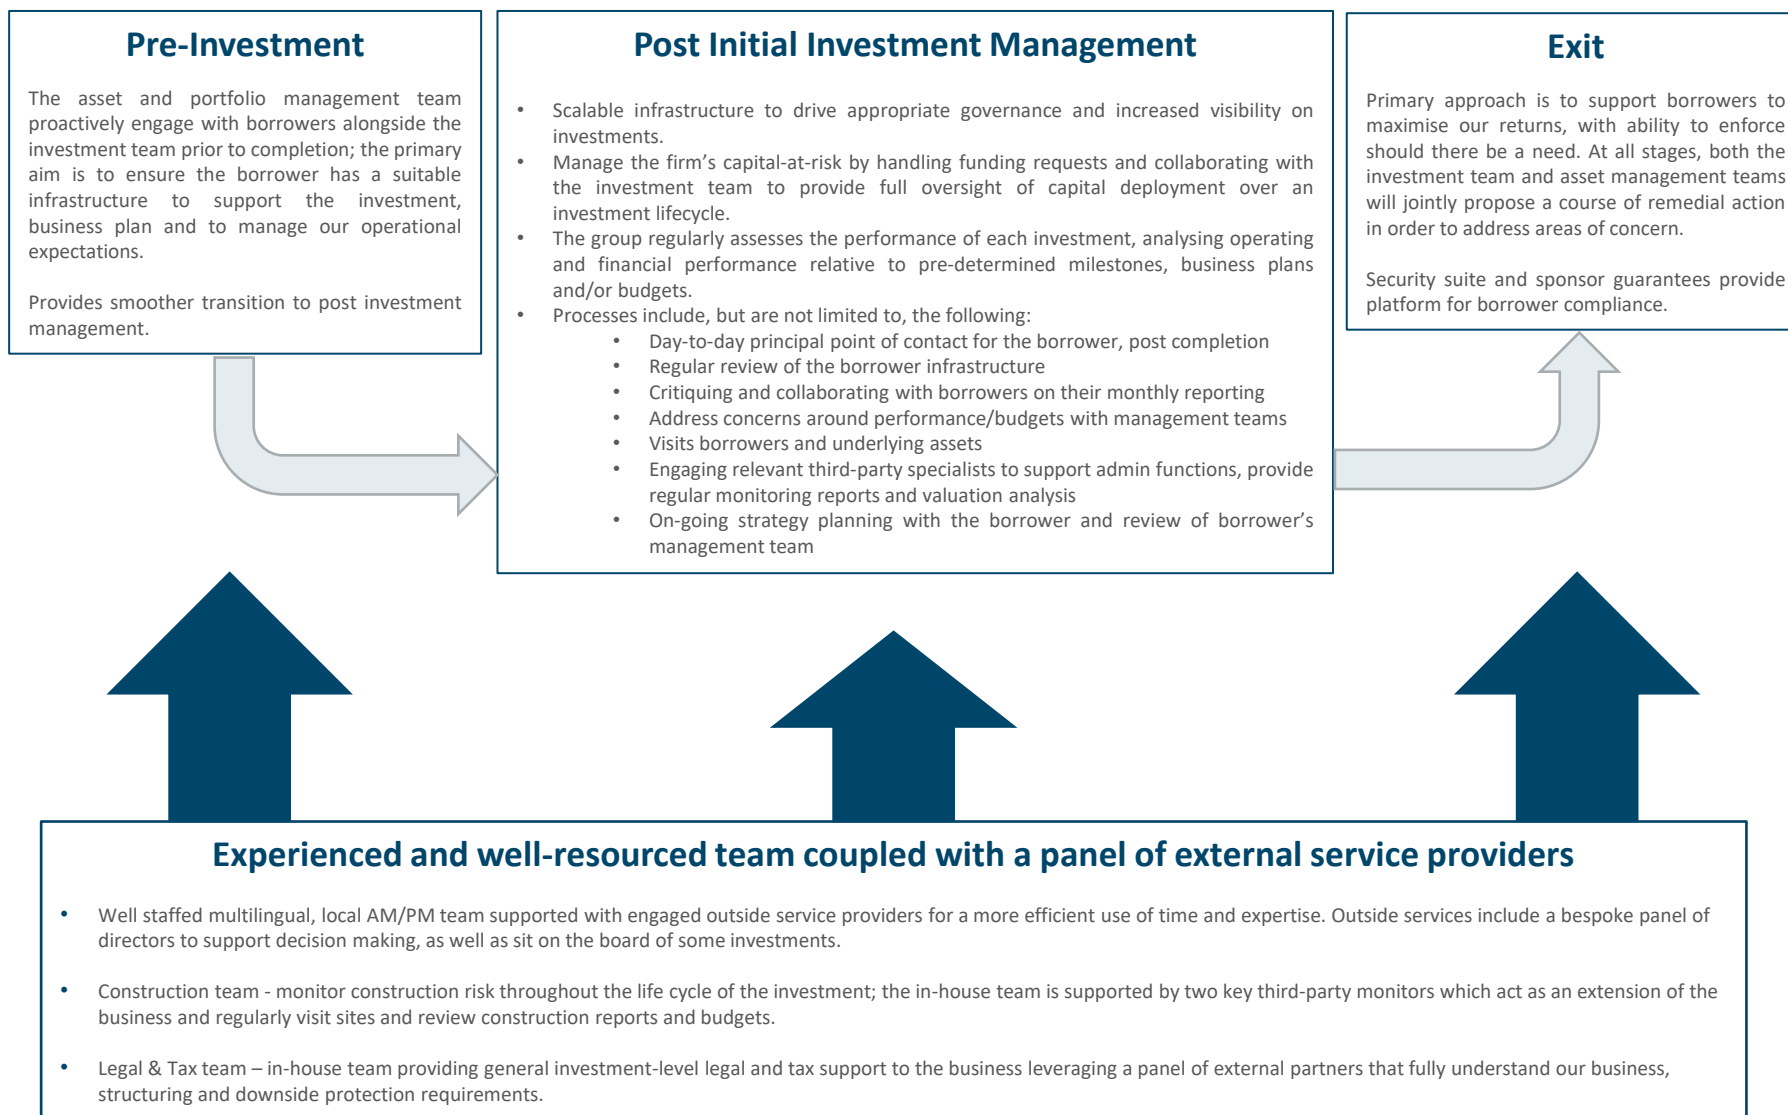 Pre-Investment
The asset and portfolio management team
proactively engage with borrowers alongside the
investment team prior to completion; the primary
aim is to ensure the borrower has a suitable
infrastructure to support the investment,
business plan and to manage our operational
expectations.
Provides smoother transition to post investment
management.
Post Initial Investment Management
• Scalable infrastructure to drive appropriate governance and increased visibility on
investments.
• Manage the firm’s capital-at-risk by handling funding requests and collaborating with
the investment team to provide full oversight of capital deployment over an
investment lifecycle.
• The group regularly assesses the performance of each investment, analysing operating
and financial performance relative to pre-determined milestones, business plans
and/or budgets.
• Processes include, but are not limited to, the following:
• Day-to-day principal point of contact for the borrower, post completion
• Regular review of the borrower infrastructure
• Critiquing and collaborating with borrowers on their monthly reporting
• Address concerns around performance/budgets with management teams
• Visits borrowers and underlying assets
• Engaging relevant third-party specialists to support admin functions, provide
regular monitoring reports and valuation analysis
• On-going strategy planning with the borrower and review of borrower’s
management team
Exit
Primary approach is to support borrowers to
maximise our returns, with ability to enforce
should there be a need. At all stages, both the
investment team and asset management teams
will jointly propose a course of remedial action
in order to address areas of concern.
Security suite and sponsor guarantees provide
platform for borrower compliance.
Experienced and well-resourced team coupled with a panel of external service providers
• Well staffed multilingual, local AM/PM team supported with engaged outside service providers for a more efficient use of time and expertise. Outside services include a bespoke panel of
directors to support decision making, as well as sit on the board of some investments.
• Construction team - monitor construction risk throughout the life cycle of the investment; the in-house team is supported by two key third-party monitors which act as an extension of the
business and regularly visit sites and review construction reports and budgets.
• Legal & Tax team – in-house team providing general investment-level legal and tax support to the business leveraging a panel of external partners that fully understand our business,
structuring and downside protection requirements.